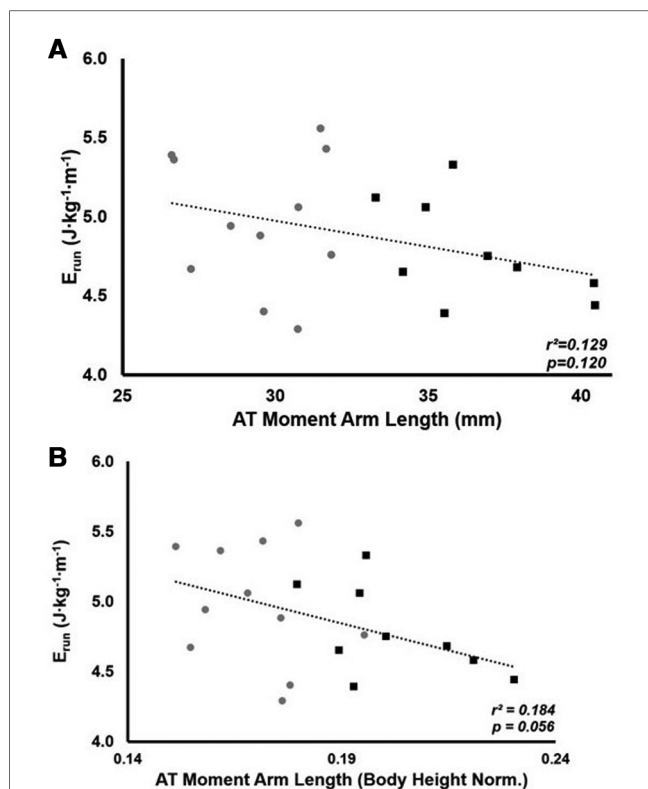 A
6.0
5.5
5.0
4.5
4.0
E_run (J·kg⁻¹·m⁻¹)
r²=0.129
p=0.120
25
30
35
40
AT Moment Arm Length (mm)
B
6.0
5.5
5.0
4.5
4.0
E_run (J·kg⁻¹·m⁻¹)
r² = 0.184
p = 0.056
0.14
0.19
0.24
AT Moment Arm Length (Body Height Norm.)